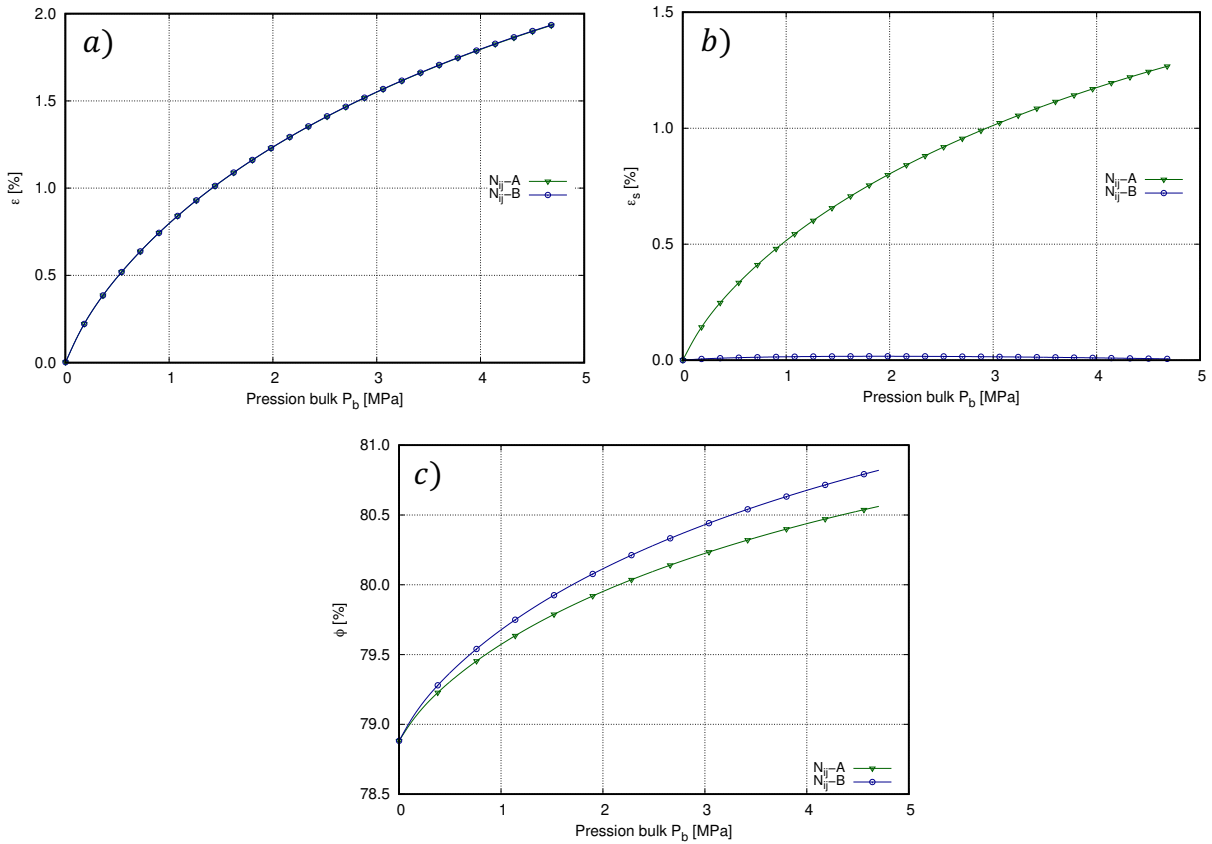 a)
2.0
1.5
1.0
0.5
0.0
ε [%]
N_ij–A
N_ij–B
0 1 2 3 4 5
Pression bulk P_b [MPa]
b)
1.5
1.0
0.5
0.0
ε_s [%]
N_ij–A
N_ij–B
0 1 2 3 4 5
Pression bulk P_b [MPa]
c)
81.0
80.5
80.0
79.5
79.0
78.5
ϕ [%]
N_ij–A
N_ij–B
0 1 2 3 4 5
Pression bulk P_b [MPa]